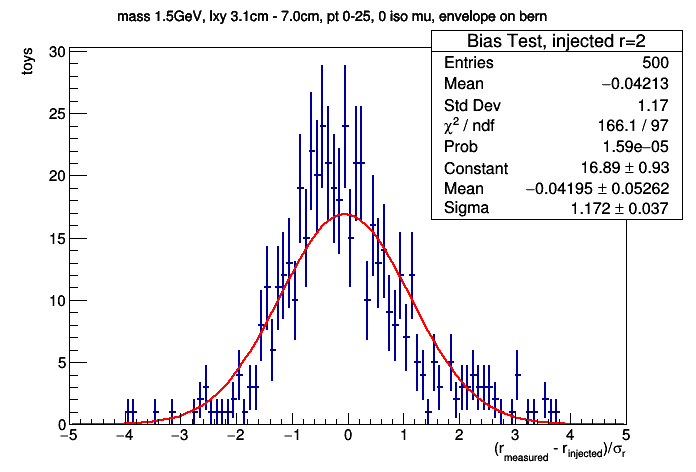 mass 1.5GeV, lxy 3.1cm - 7.0cm, pt 0-25, 0 iso mu, envelope on bern
toys
30
25
20
15
10
5
0
Bias Test, injected r=2
Entries 500
Mean −0.04213
Std Dev 1.17
χ² / ndf 166.1 / 97
Prob 1.59e−05
Constant 16.89 ± 0.93
Mean −0.04195 ± 0.05262
Sigma 1.172 ± 0.037
−5 −4 −3 −2 −1 0 1 2 3 4 5
(r_measured - r_injected)/σ_r